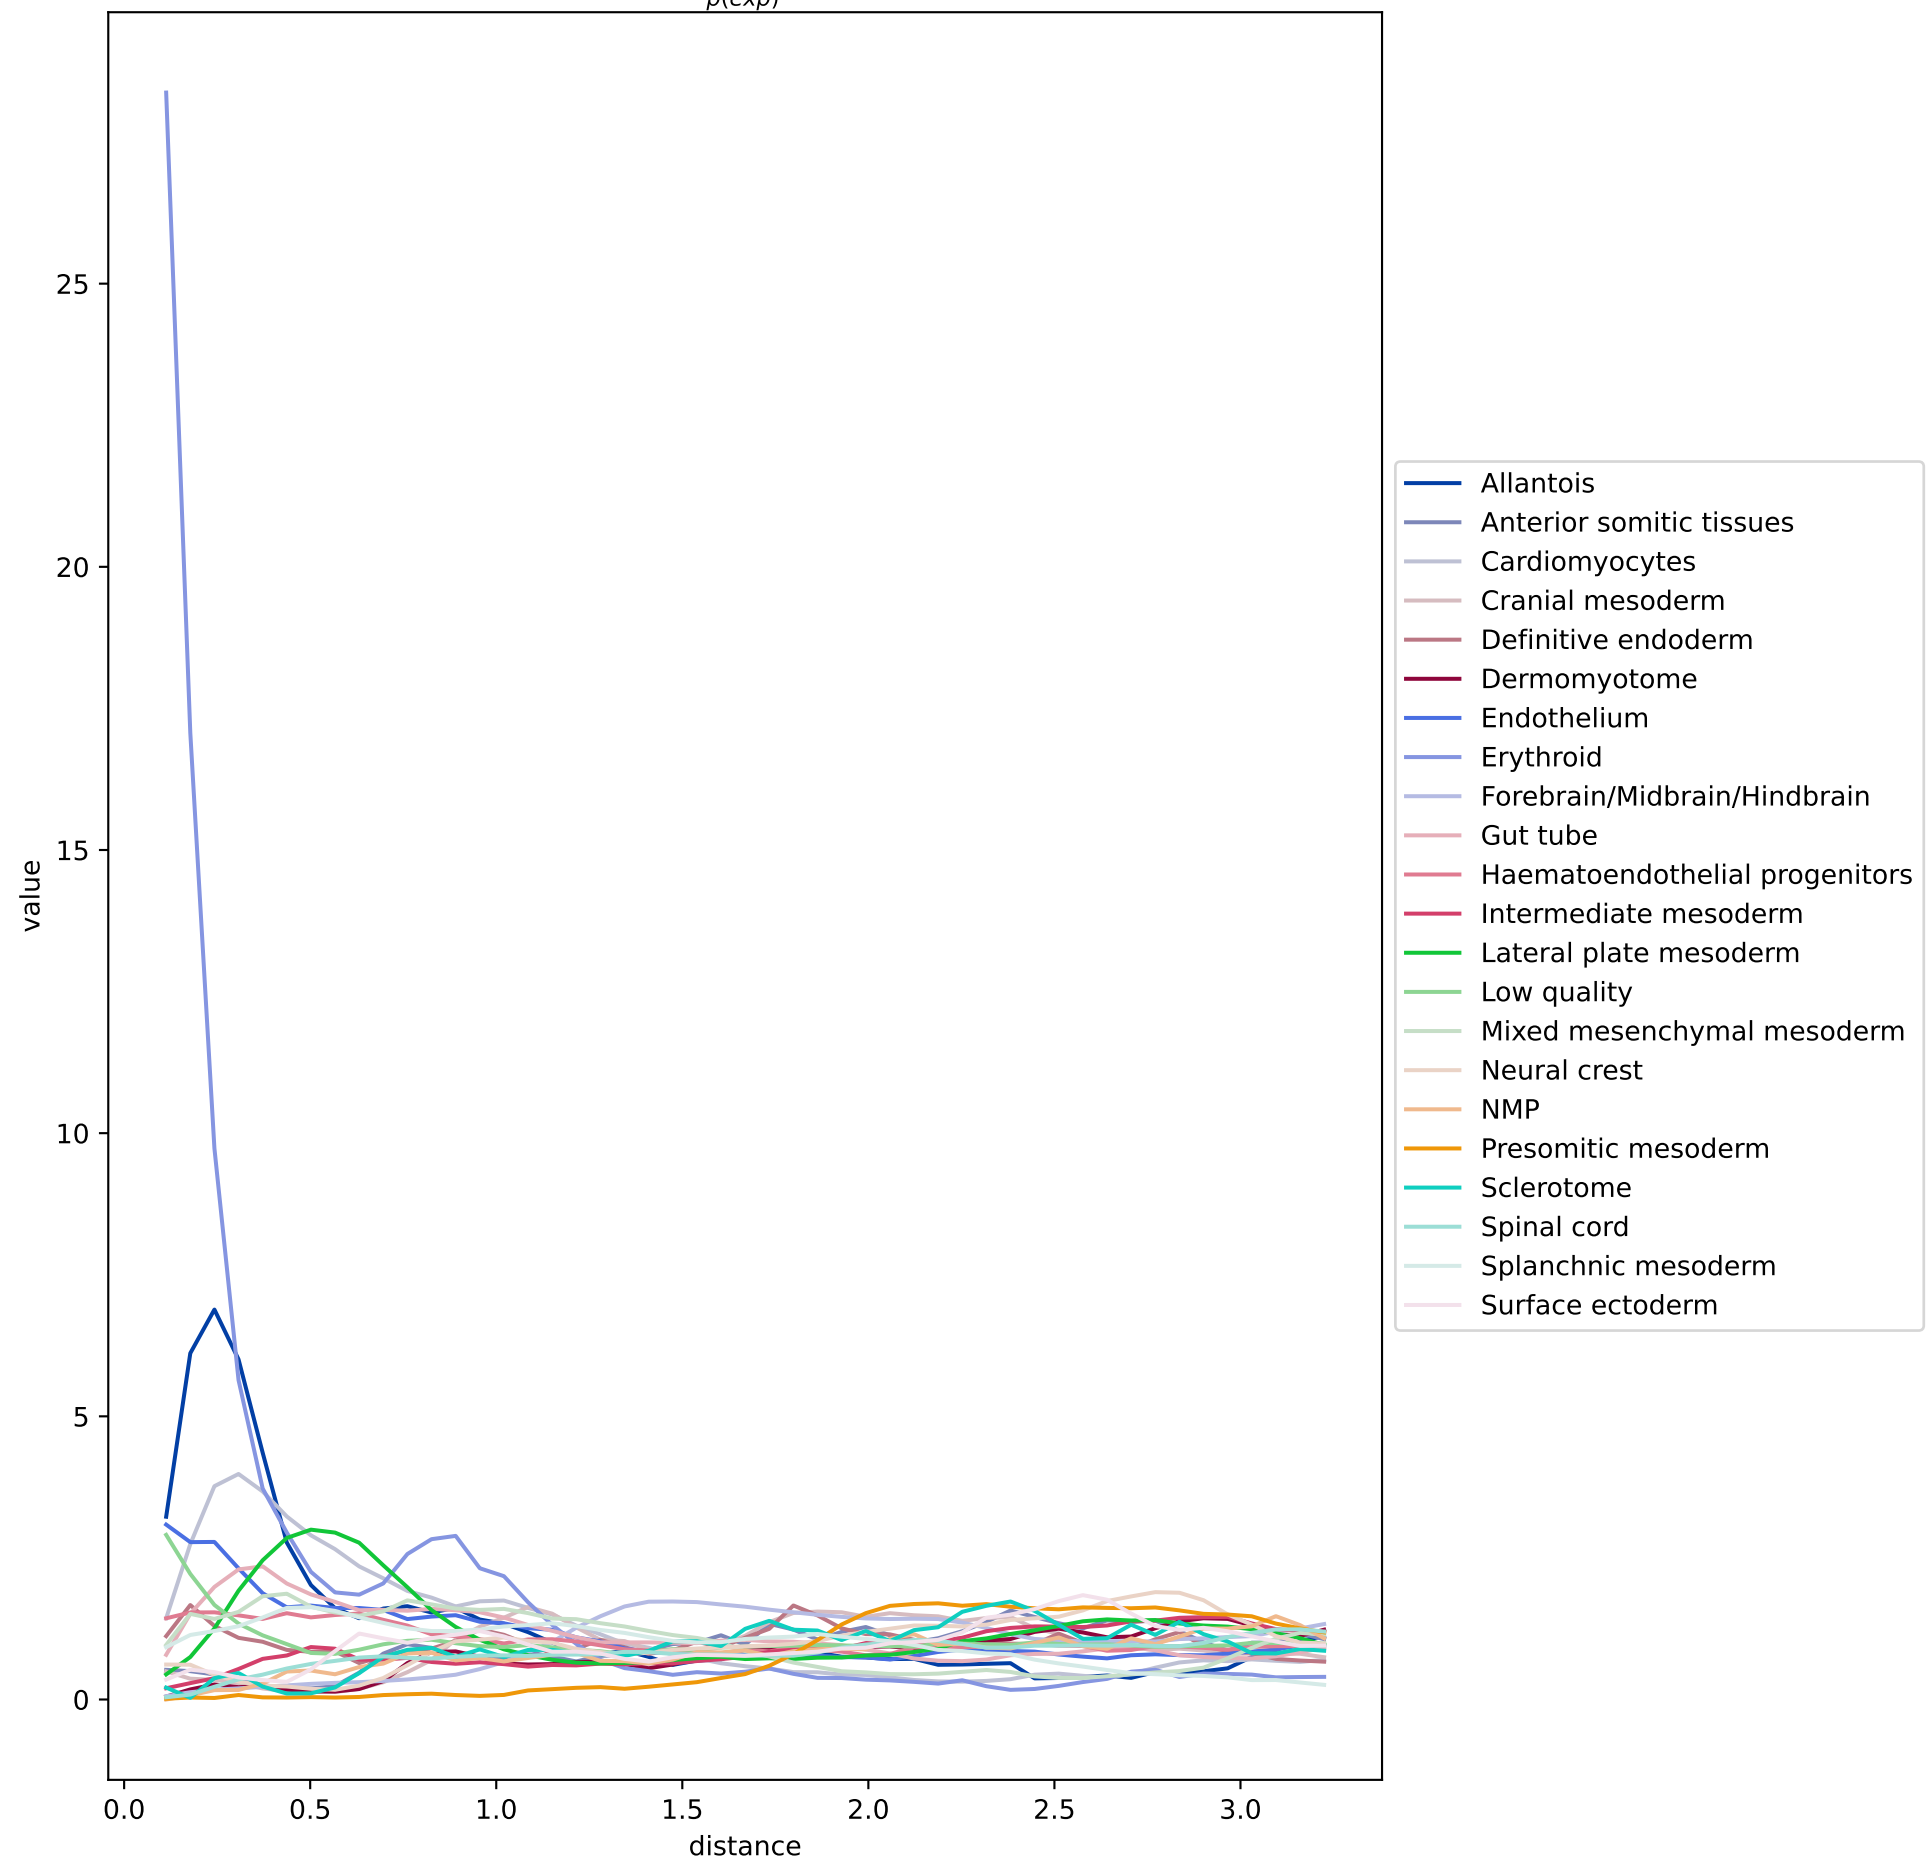 p(exp)
25
20
15
10
5
0
value
0.0 0.5 1.0 1.5 2.0 2.5 3.0
distance
Allantois
Anterior somitic tissues
Cardiomyocytes
Cranial mesoderm
Definitive endoderm
Dermomyotome
Endothelium
Erythroid
Forebrain/Midbrain/Hindbrain
Gut tube
Haematoendothelial progenitors
Intermediate mesoderm
Lateral plate mesoderm
Low quality
Mixed mesenchymal mesoderm
Neural crest
NMP
Presomitic mesoderm
Sclerotome
Spinal cord
Splanchnic mesoderm
Surface ectoderm